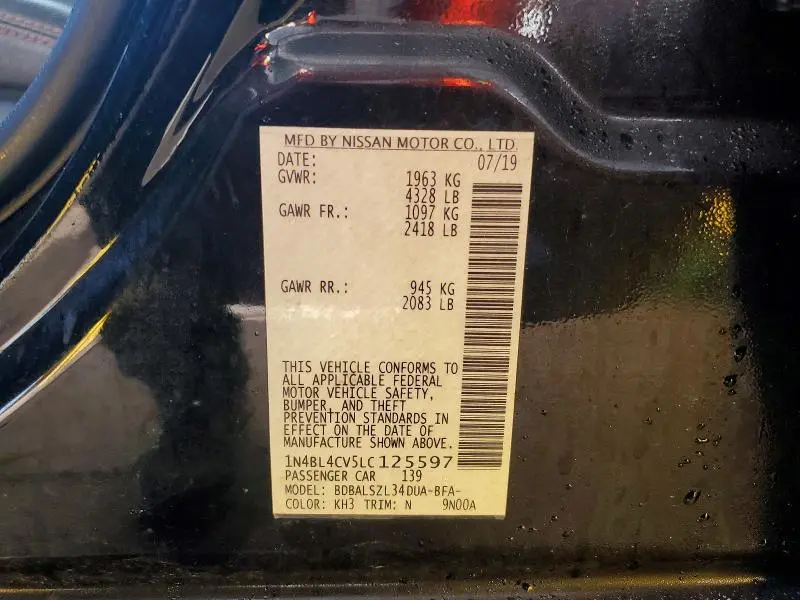 MFD BY NISSAN MOTOR CO., LTD.
DATE: 07/19
GVWR: 1963 KG
4328 LB
GAWR FR.: 1097 KG
2418 LB
GAWR RR.: 945 KG
2083 LB
THIS VEHICLE CONFORMS TO
ALL APPLICABLE FEDERAL
MOTOR VEHICLE SAFETY,
BUMPER, AND THEFT
PREVENTION STANDARDS IN
EFFECT ON THE DATE OF
MANUFACTURE SHOWN ABOVE.
1N4BL4CV5LC125597
PASSENGER CAR 139
MODEL: BDBALSZL34DUA-BFA-
COLOR: KH3 TRIM: N 9N00A